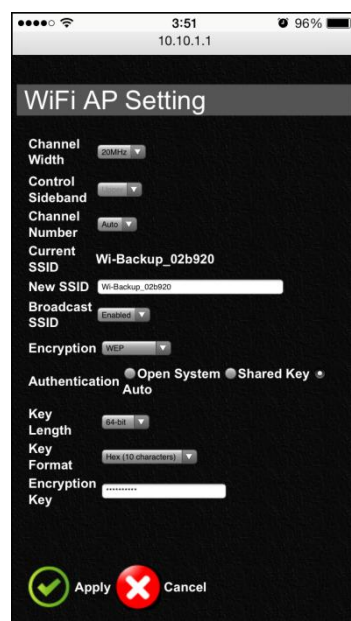 3:51
96%
10.10.1.1
WiFi AP Setting
Channel Width
20MHz
Control Sideband
Channel Number
Auto
Current SSID
Wi-Backup_02b920
New SSID
Wi-Backup_02b920
Broadcast SSID
Enabled
Encryption
WEP
Authentication
Open System
Shared Key
Auto
Key Length
64-bit
Key Format
Hex (10 characters)
Encryption Key
••••••••••
Apply
Cancel